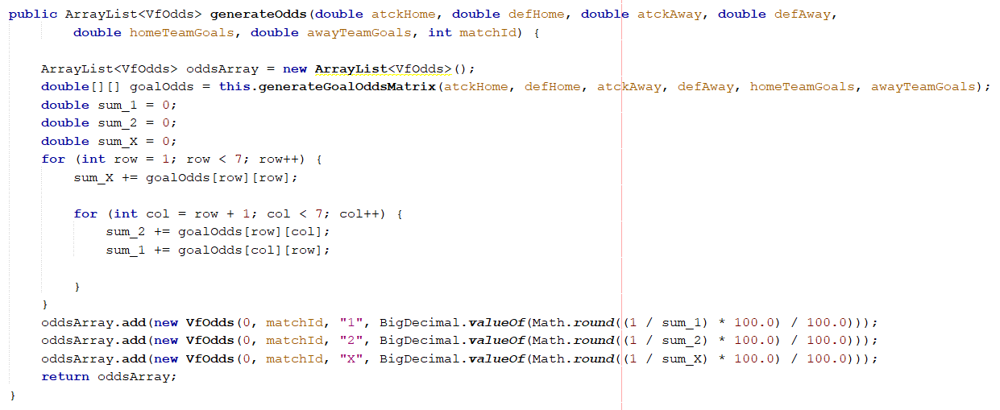 public ArrayList<VfOdds> generateOdds(double atckHome, double defHome, double atckAway, double defAway,
        double homeTeamGoals, double awayTeamGoals, int matchId) {
    ArrayList<VfOdds> oddsArray = new ArrayList<VfOdds>();
    double[][] goalOdds = this.generateGoalOddsMatrix(atckHome, defHome, atckAway, defAway, homeTeamGoals, awayTeamGoals);
    double sum_1 = 0;
    double sum_2 = 0;
    double sum_X = 0;
    for (int row = 1; row < 7; row++) {
        sum_X += goalOdds[row][row];
        for (int col = row + 1; col < 7; col++) {
            sum_2 += goalOdds[row][col];
            sum_1 += goalOdds[col][row];
        }
    }
    oddsArray.add(new VfOdds(0, matchId, "1", BigDecimal.valueOf(Math.round((1 / sum_1) * 100.0) / 100.0)));
    oddsArray.add(new VfOdds(0, matchId, "2", BigDecimal.valueOf(Math.round((1 / sum_2) * 100.0) / 100.0)));
    oddsArray.add(new VfOdds(0, matchId, "X", BigDecimal.valueOf(Math.round((1 / sum_X) * 100.0) / 100.0)));
    return oddsArray;
}